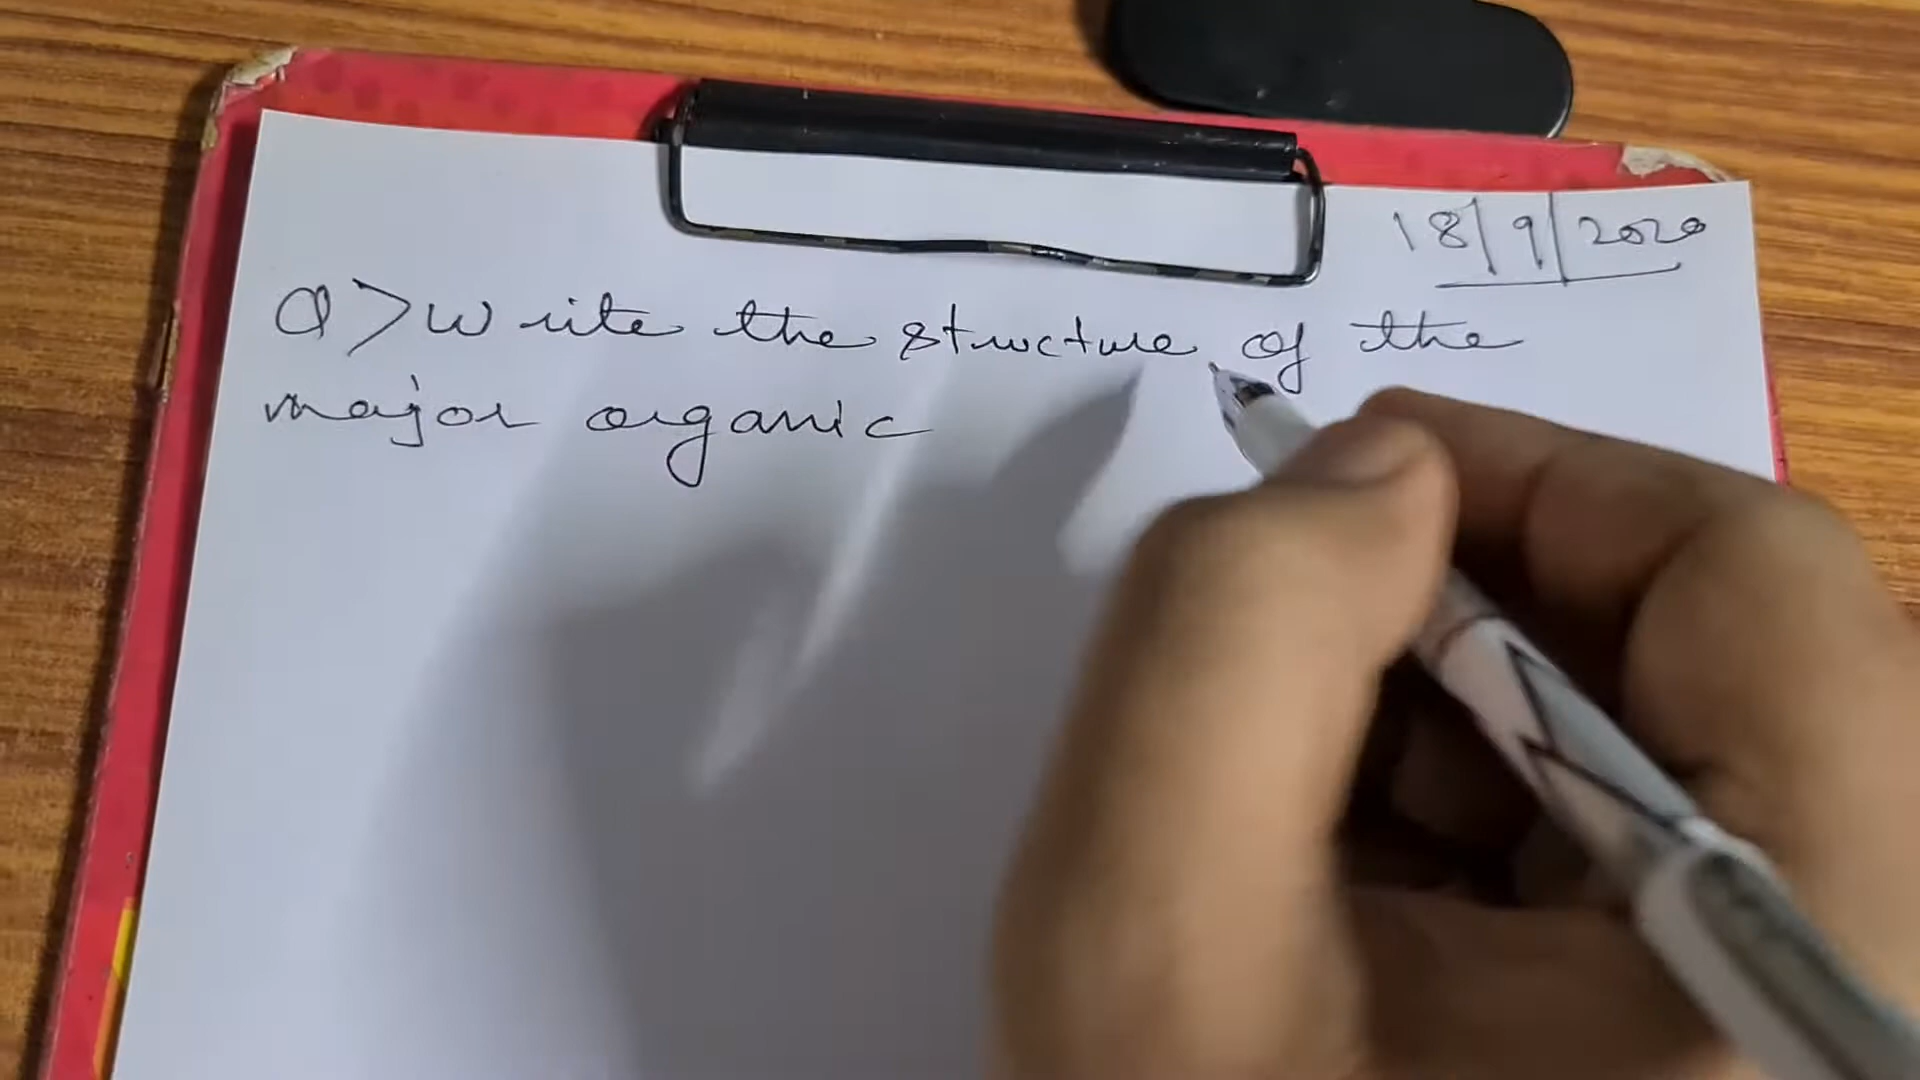 18/9/2020
Q> Write the structure of the
major organic